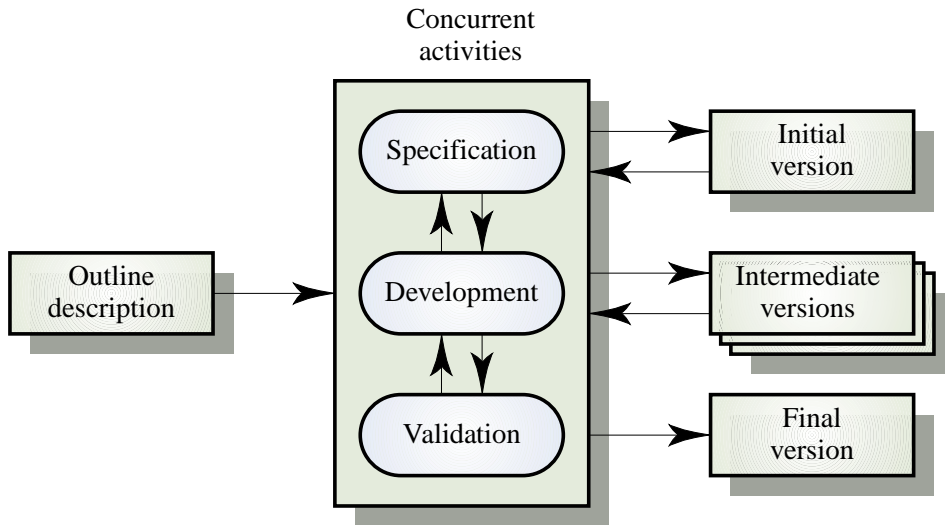 Concurrent
activities
Specification
Initial
version
Outline
description
Development
Intermediate
versions
Validation
Final
version